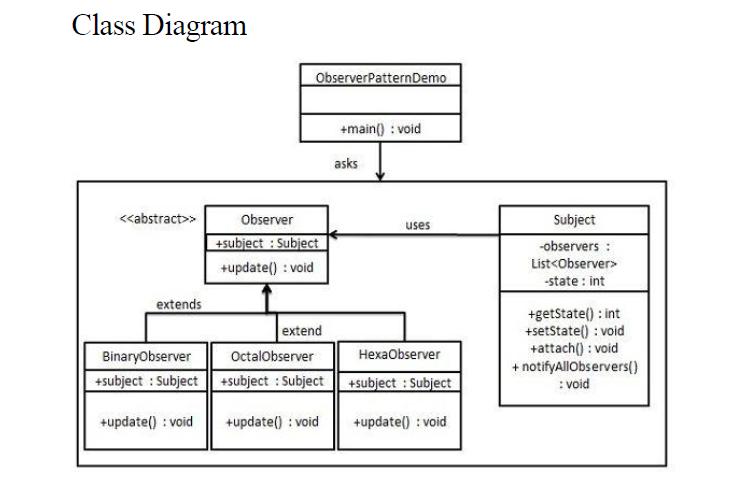 Class Diagram
ObserverPatternDemo
+main() : void
asks
<<abstract>>
Observer
+subject : Subject
+update() : void
uses
Subject
-observers :
List<Observer>
-state : int
+getState() : int
+setState() : void
+attach() : void
+ notifyAllObservers()
: void
extends
extend
BinaryObserver
+subject : Subject
+update() : void
OctalObserver
+subject : Subject
+update() : void
HexaObserver
+subject : Subject
+update() : void